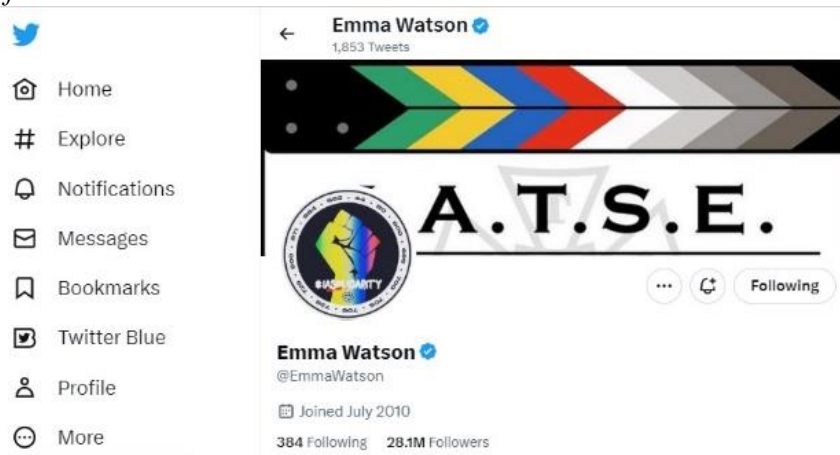 Emma Watson
1,853 Tweets
Home
Explore
Notifications
Messages
Bookmarks
Twitter Blue
Profile
More
A.T.S.E.
Following
Emma Watson
@EmmaWatson
Joined July 2010
384 Following 28.1M Followers